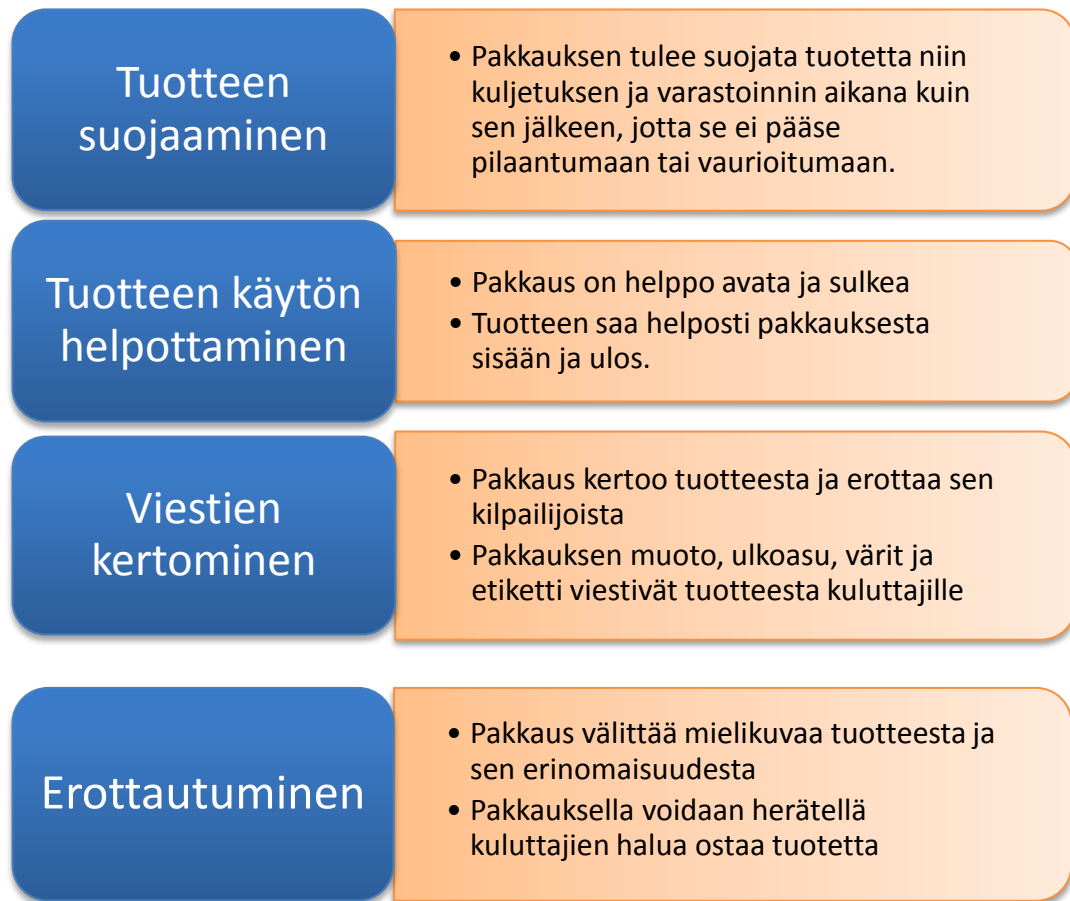 Tuotteen
suojaaminen
• Pakkauksen tulee suojata tuotetta niin
kuljetuksen ja varastoinnin aikana kuin
sen jälkeen, jotta se ei pääse
pilaantumaan tai vaurioitumaan.
Tuotteen käytön
helpottaminen
• Pakkaus on helppo avata ja sulkea
• Tuotteen saa helposti pakkauksesta
sisään ja ulos.
Viestien
kertominen
• Pakkaus kertoo tuotteesta ja erottaa sen
kilpailijoista
• Pakkauksen muoto, ulkoasu, värit ja
etiketti viestivät tuotteesta kuluttajille
Erottautuminen
• Pakkaus välittää mielikuvaa tuotteesta ja
sen erinomaisuudesta
• Pakkauksella voidaan herätellä
kuluttajien halua ostaa tuotetta